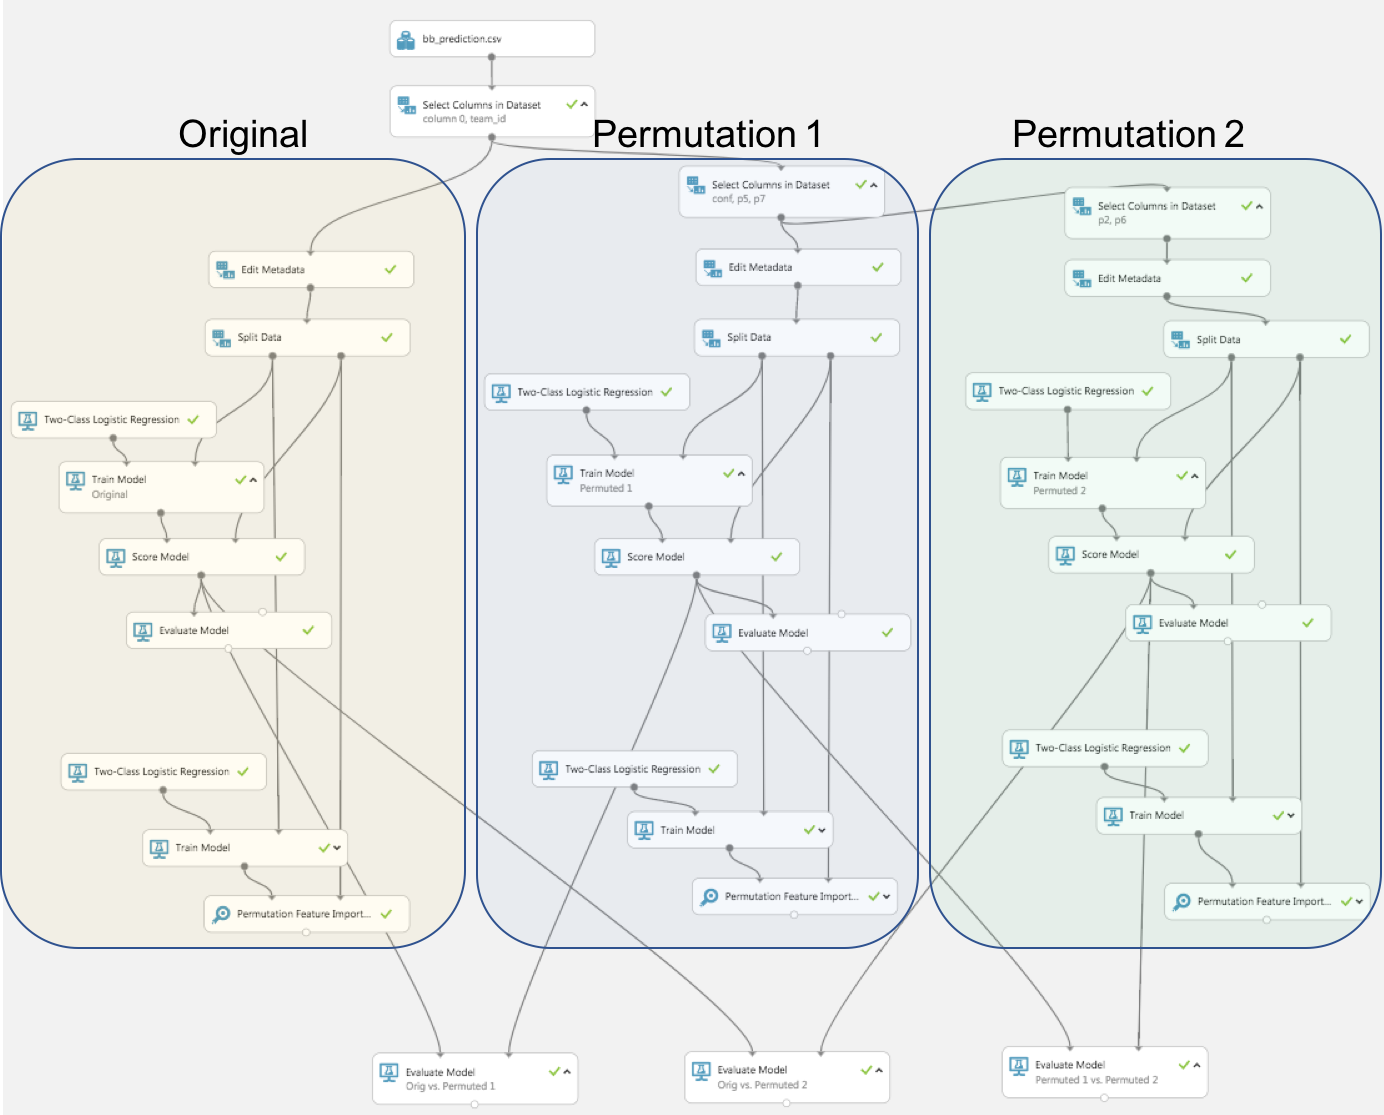 bb_prediction.csv
Select Columns in Dataset
column 0, team_id
Original
Permutation 1
Permutation 2
Select Columns in Dataset
conf, p5, p7
Select Columns in Dataset
p2, p6
Edit Metadata
Edit Metadata
Edit Metadata
Split Data
Split Data
Split Data
Two-Class Logistic Regression
Two-Class Logistic Regression
Two-Class Logistic Regression
Train Model
Original
Train Model
Permuted 1
Train Model
Permuted 2
Score Model
Score Model
Score Model
Evaluate Model
Evaluate Model
Evaluate Model
Two-Class Logistic Regression
Two-Class Logistic Regression
Two-Class Logistic Regression
Train Model
Train Model
Train Model
Permutation Feature Import...
Permutation Feature Import...
Permutation Feature Import...
Evaluate Model
Orig vs. Permuted 1
Evaluate Model
Orig vs. Permuted 2
Evaluate Model
Permuted 1 vs. Permuted 2